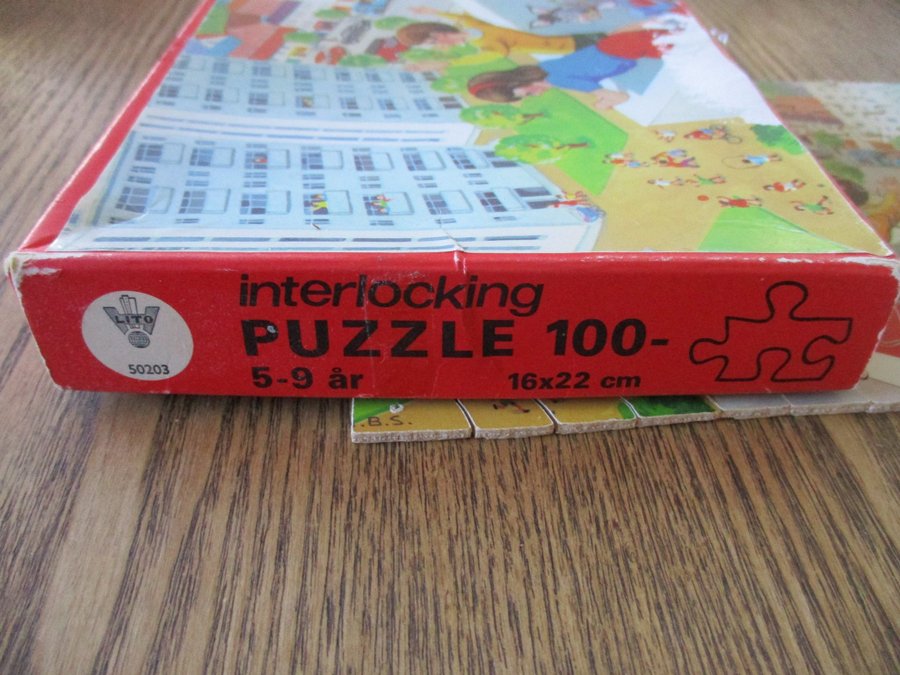 LITO
50203
interlocking
PUZZLE 100-
5-9 år 16x22 cm
.B.S.